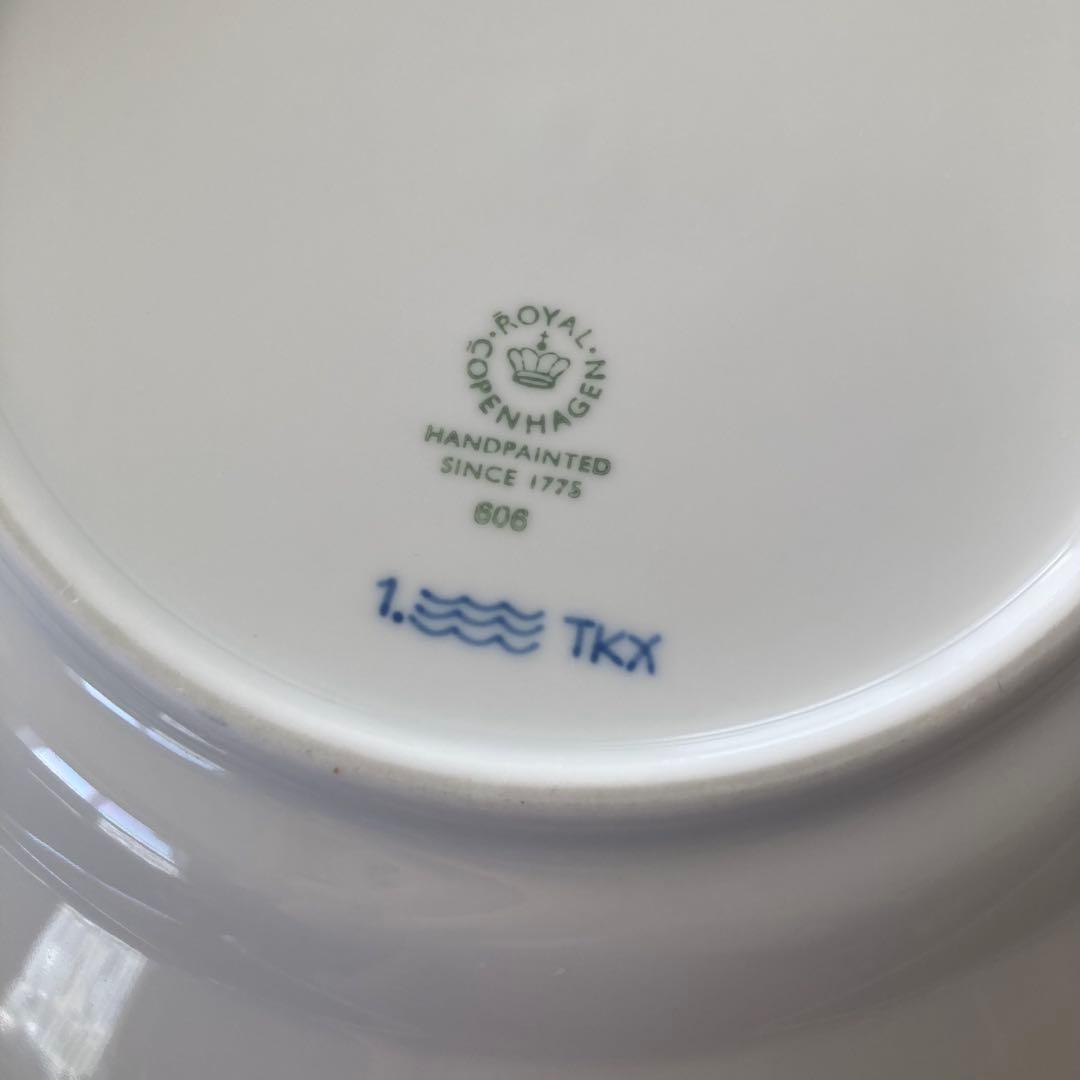 ROYAL · COPENHAGEN ·
HANDPAINTED
SINCE 1775
606
1. TKX